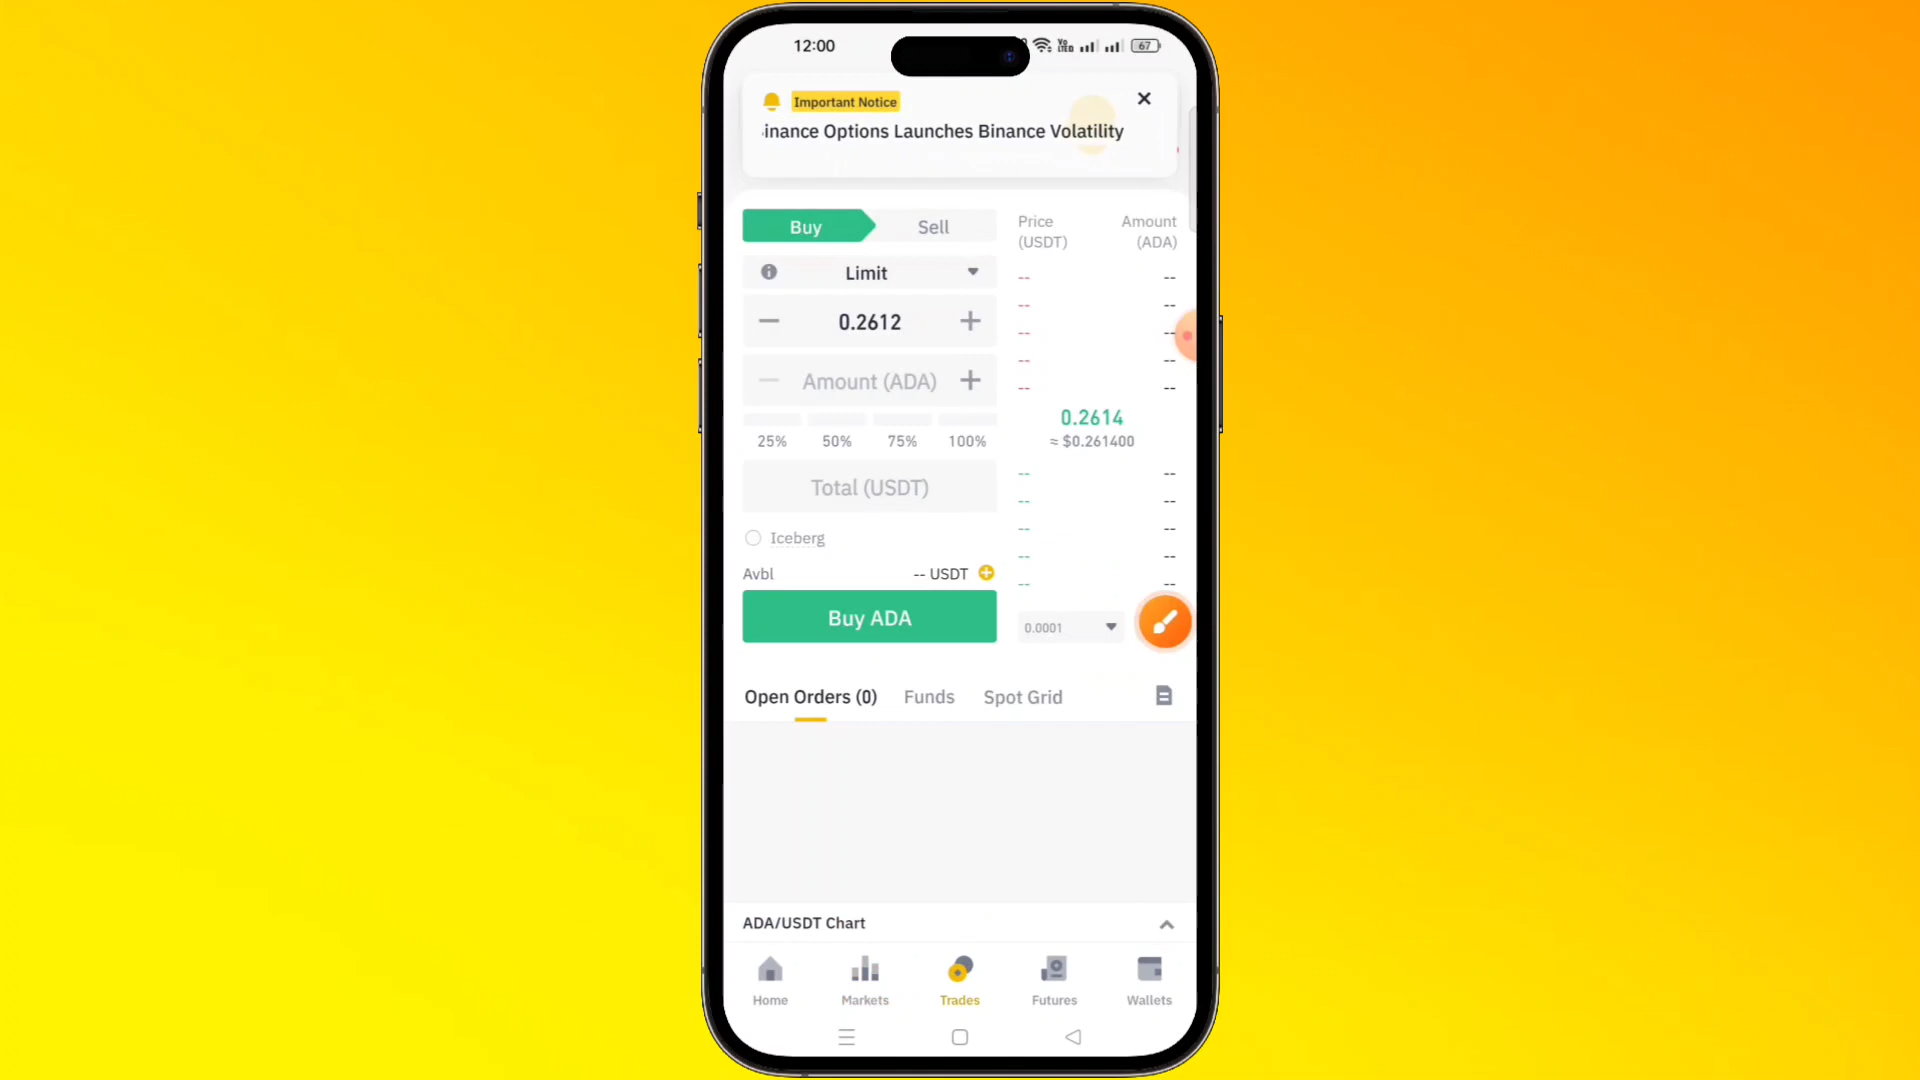 12:00
67
Important Notice
inance Options Launches Binance Volatility
Buy
Sell
Price
(USDT)
Amount
(ADA)
Limit
0.2612
Amount (ADA)
25%
50%
75%
100%
Total (USDT)
Iceberg
Avbl
-- USDT
Buy ADA
-- --
-- --
-- --
-- --
-- --
0.2614
≈ $0.261400
-- --
-- --
-- --
-- --
-- --
0.0001
Open Orders (0)
Funds
Spot Grid
ADA/USDT Chart
Home
Markets
Trades
Futures
Wallets